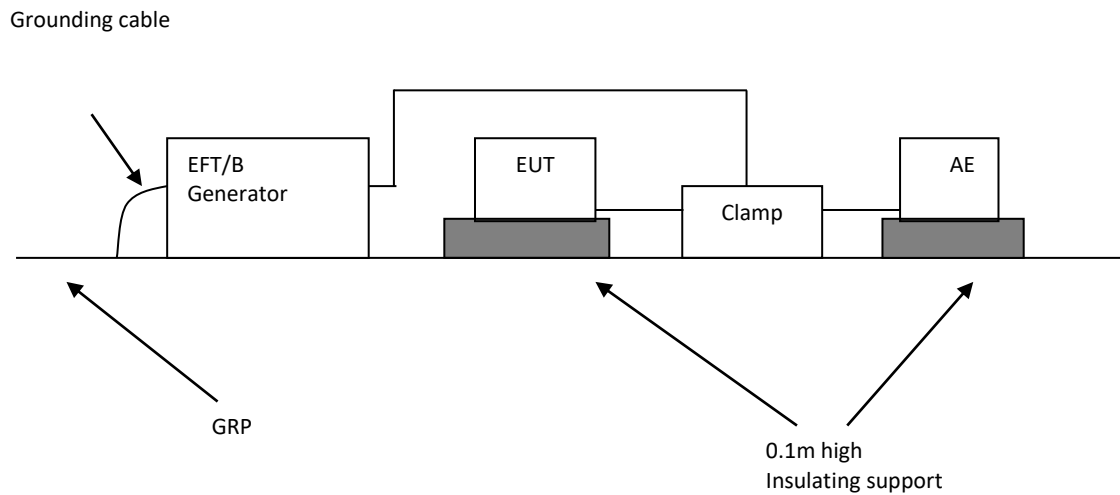 Grounding cable
EFT/B
Generator
EUT
Clamp
AE
GRP
0.1m high
Insulating support